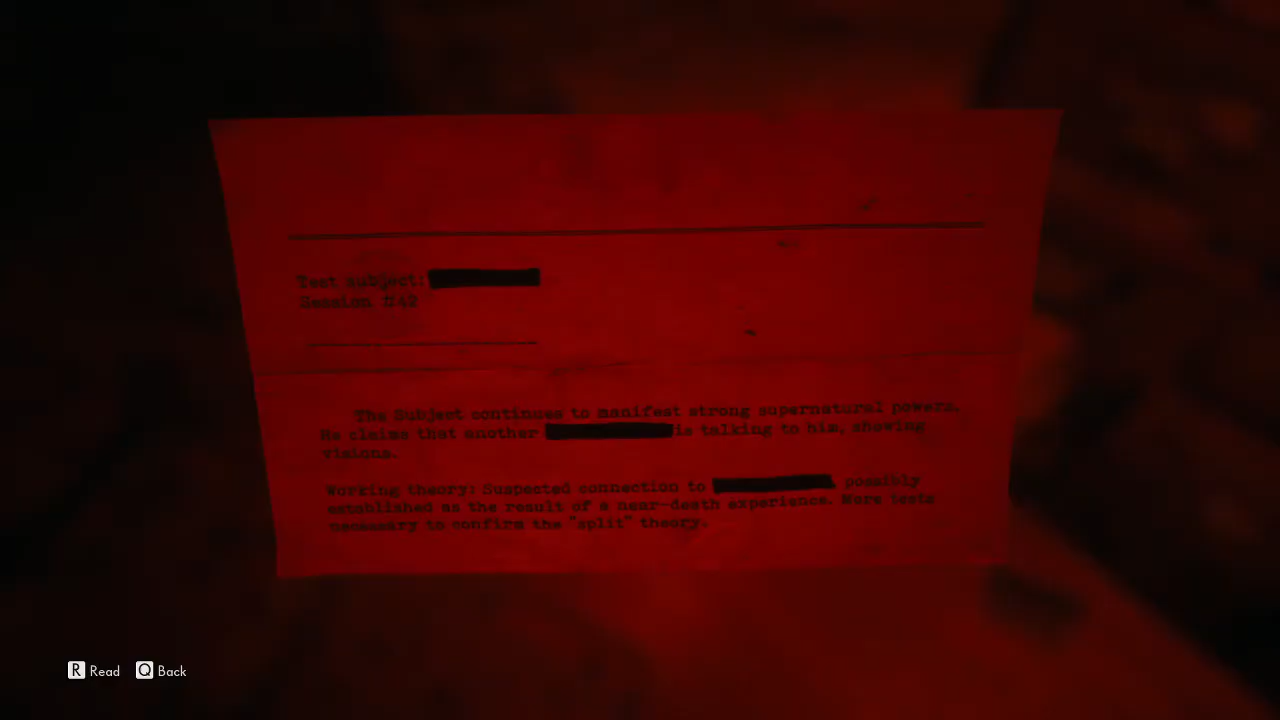 Test subject:
Session #42
The Subject continues to manifest strong supernatural powers.
He claims that another is talking to him, showing
visions.
Working theory: Suspected connection to possibly
established as the result of a near-death experience. More tests
necessary to confirm the "split" theory.
R Read Q Back